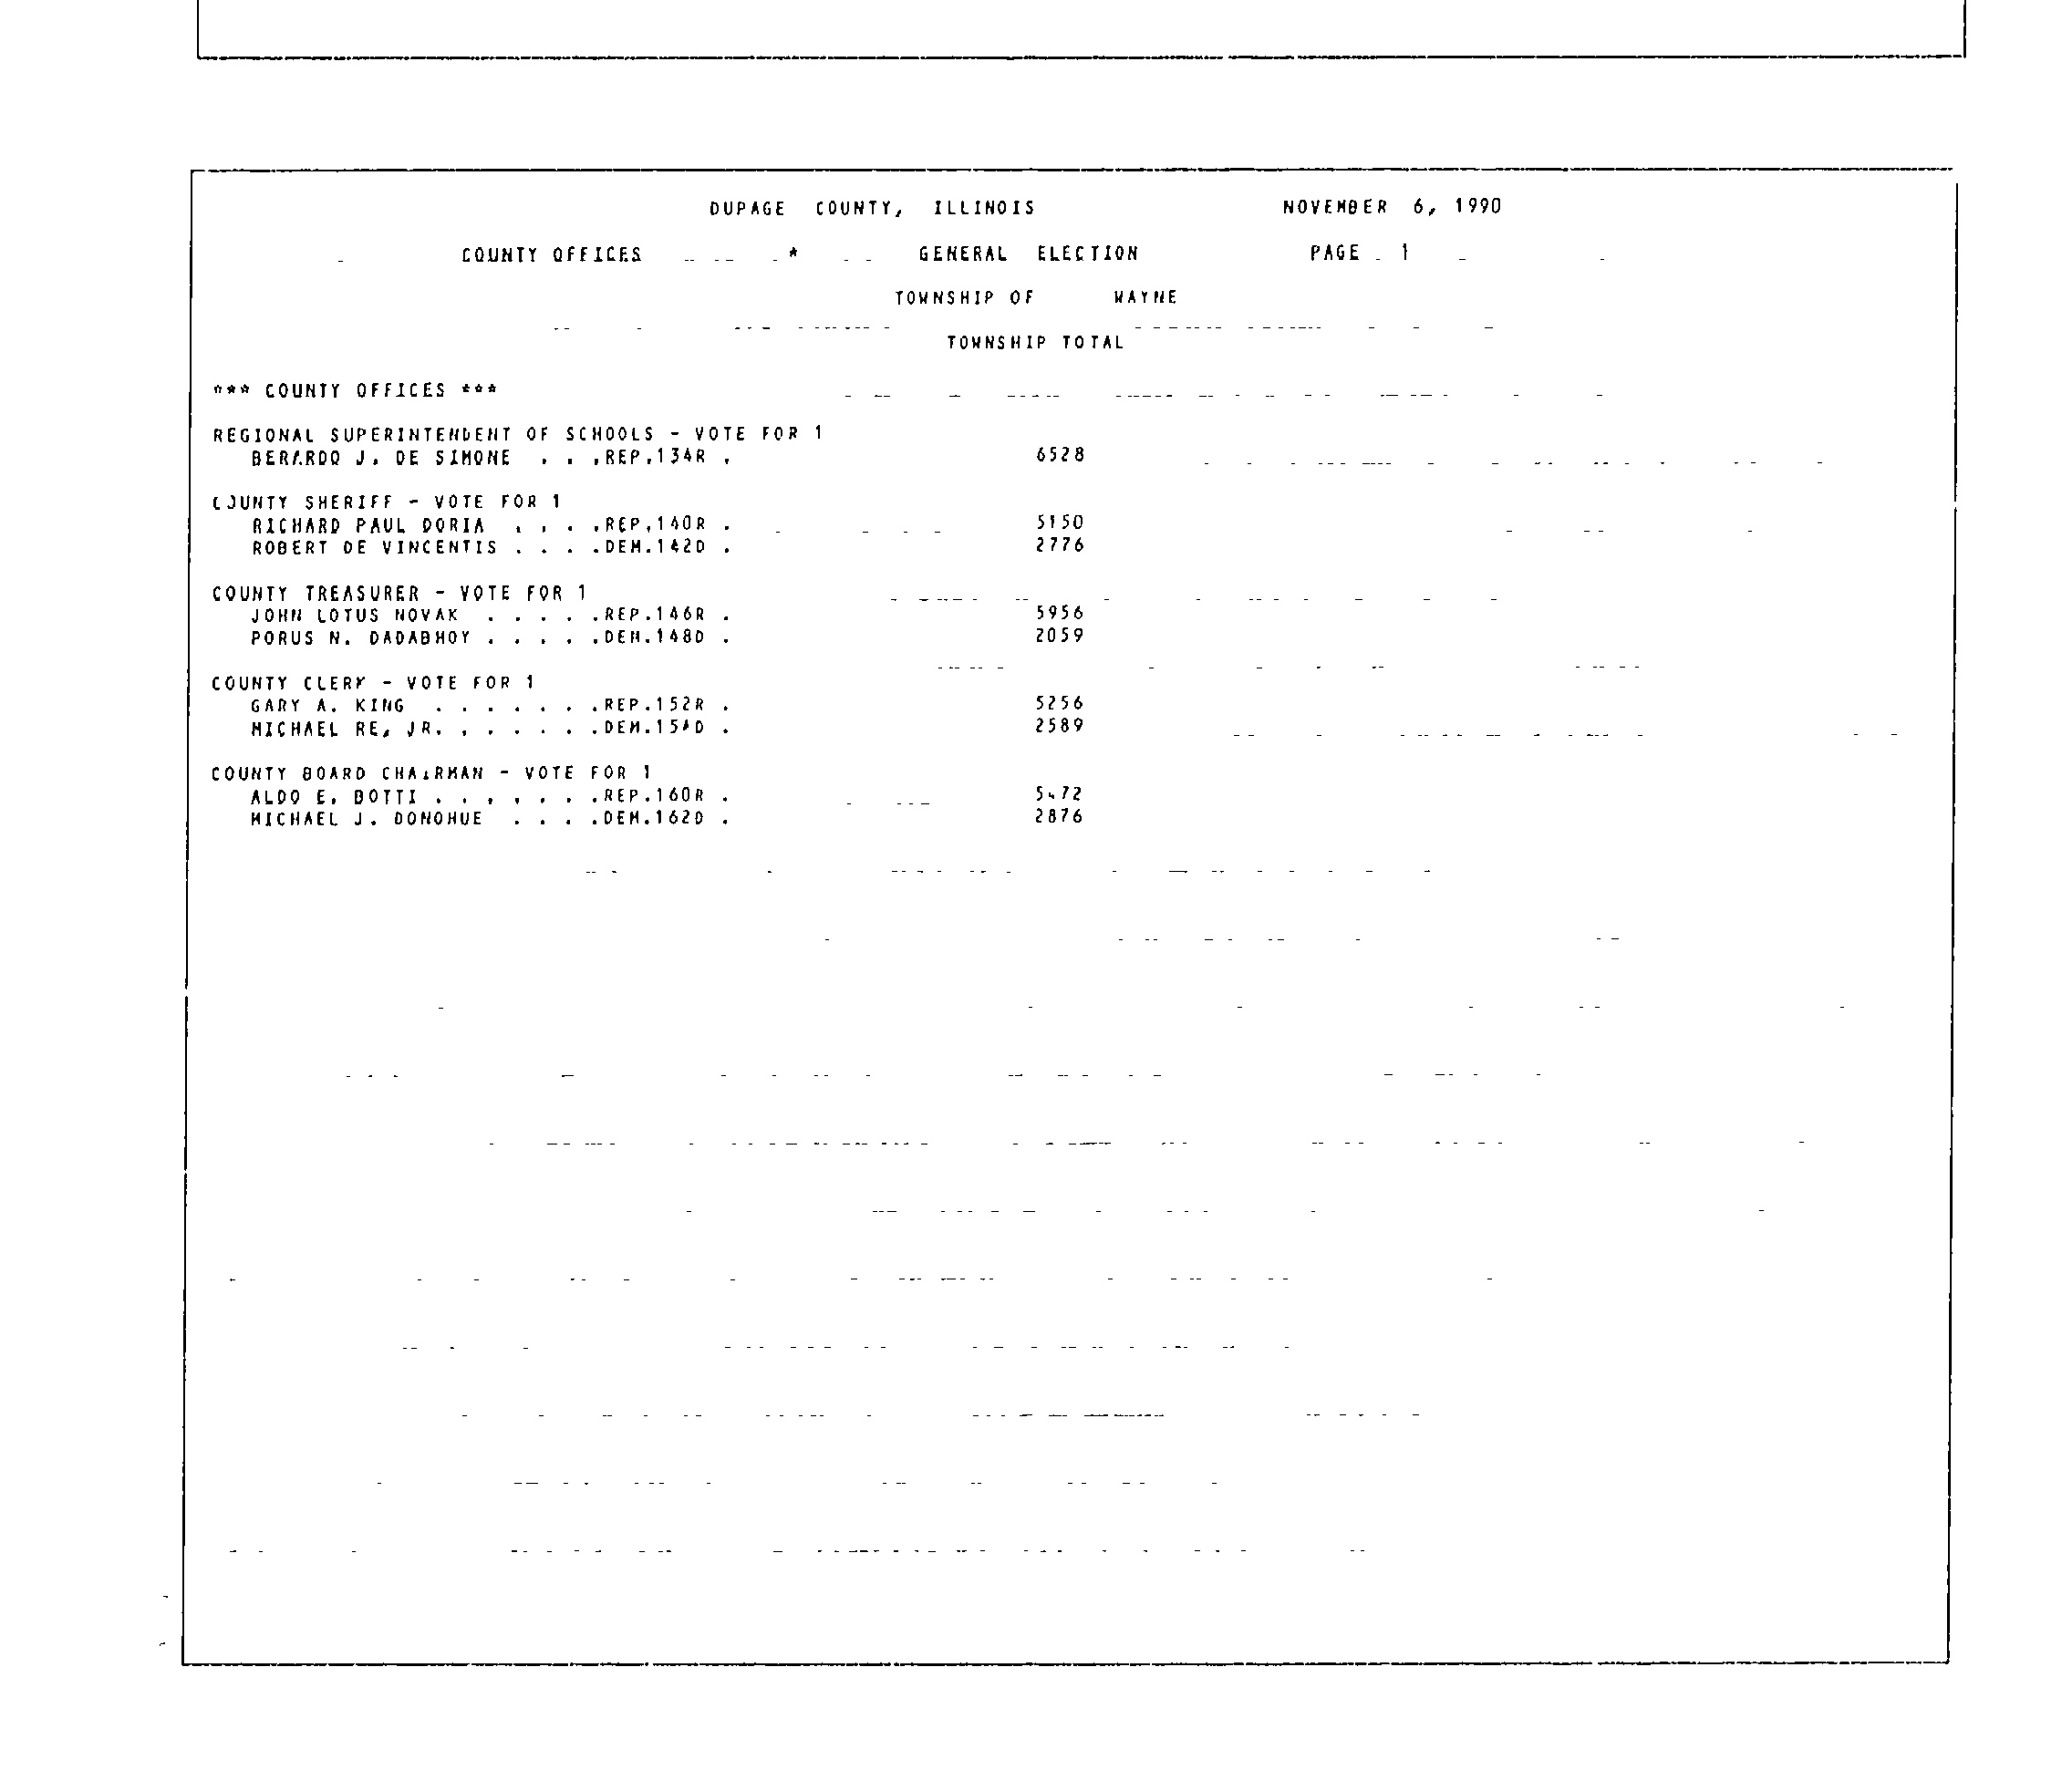 DUPAGE COUNTY, ILLINOIS NOVEMBER 6, 1990
COUNTY OFFICES * GENERAL ELECTION PAGE 1
TOWNSHIP OF WAYNE
TOWNSHIP TOTAL
*** COUNTY OFFICES ***
REGIONAL SUPERINTENDENT OF SCHOOLS - VOTE FOR 1
BERARDO J. DE SIMONE . . .REP.134R . 6528
COUNTY SHERIFF - VOTE FOR 1
RICHARD PAUL DORIA . . . .REP.140R . 5150
ROBERT DE VINCENTIS . . . .DEM.142D . 2776
COUNTY TREASURER - VOTE FOR 1
JOHN LOTUS NOVAK . . . . .REP.146R . 5956
PORUS N. DADABHOY . . . . .DEM.148D . 2059
COUNTY CLERK - VOTE FOR 1
GARY A. KING . . . . . . .REP.152R . 5256
MICHAEL RE, JR. . . . . . .DEM.154D . 2589
COUNTY BOARD CHAIRMAN - VOTE FOR 1
ALDO E. BOTTI . . . . . . .REP.160R .
MICHAEL J. DONOHUE . . . .DEM.162D . 2876